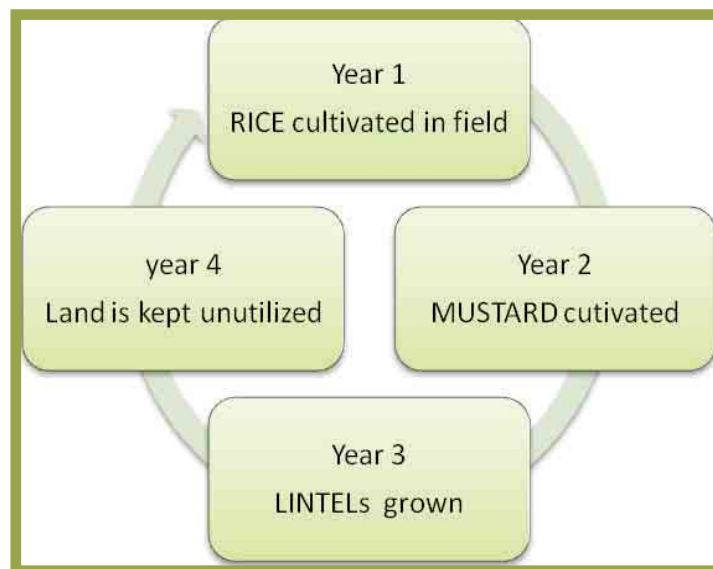 Year 1
RICE cultivated in field
Year 2
MUSTARD cutivated
Year 3
LINTELs grown
year 4
Land is kept unutilized